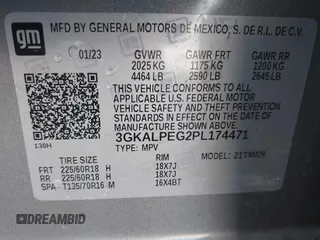 gm
MFD BY GENERAL MOTORS DE MEXICO, S. DE R.L. DE C.V.
01/23 GVWR GAWR FRT GAWR RR
2025 KG 1175 KG 1200 KG
4464 LB 2590 LB 2645 LB
THIS VEHICLE CONFORMS TO ALL APPLICABLE U.S. FEDERAL
MOTOR VEHICLE SAFETY, BUMPER, AND THEFT PREVENTION
STANDARDS IN EFFECT ON THE DATE OF MANUFACTURE SHOWN ABOVE.
3GKALPEG2PL174471
130H TYPE: MPV 21TXM26
TIRE SIZE RIM
FRT 225/60R18 H 18X7J
RR 225/60R18 H 18X7J
SPA T135/70R16 M 16X4BT
DREAMBID